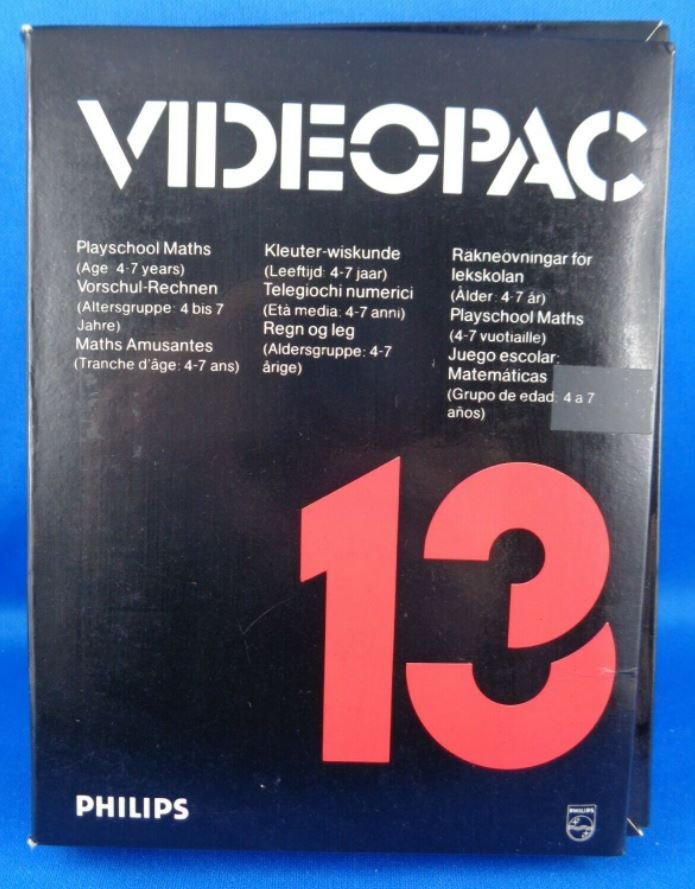 VIDEOPAC
Playschool Maths
(Age 4-7 years)
Vorschul-Rechnen
(Altersgruppe: 4 bis 7
Jahre)
Maths Amusantes
(Tranche d'âge: 4-7 ans)
Kleuter-wiskunde
(Leeftijd: 4-7 jaar)
Telegiochi numerici
(Età media: 4-7 anni)
Regn og leg
(Aldersgruppe: 4-7
årige)
Räkneövningar för
lekskolan
(Ålder: 4-7 år)
Playschool Maths
(4-7 vuotiaille)
Juego escolar:
Matemáticas
(Grupo de edad: 4 a 7
años)
13
PHILIPS
PHILIPS